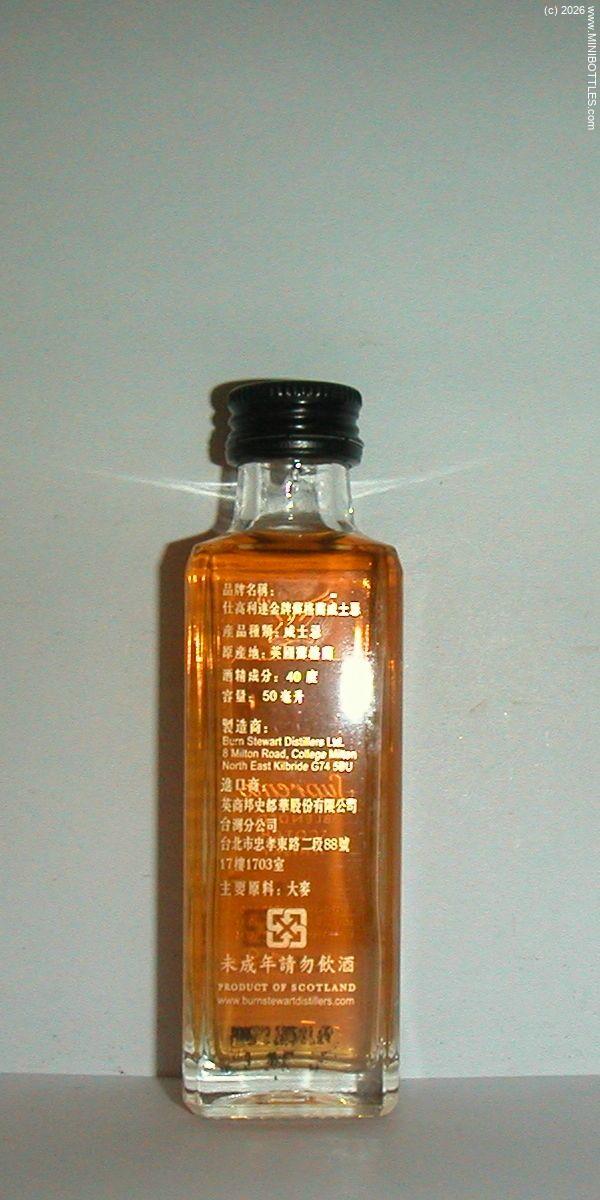 (c) 2026 www.MINIBOTTLES.com
品牌名稱：
仕高利達金牌蘇格蘭威士忌
產品種類：威士忌
原產地：英國蘇格蘭
酒精成分：40 度
容量：50 毫升
製造商：
Burn Stewart Distillers Ltd.
8 Milton Road, College Milton
North East Kilbride G74 5BU
進口商：
英商邦史都華股份有限公司
台灣分公司
台北市忠孝東路二段88號
17樓1703室
主要原料：大麥
未成年請勿飲酒
PRODUCT OF SCOTLAND
www.burnstewartdistillers.com